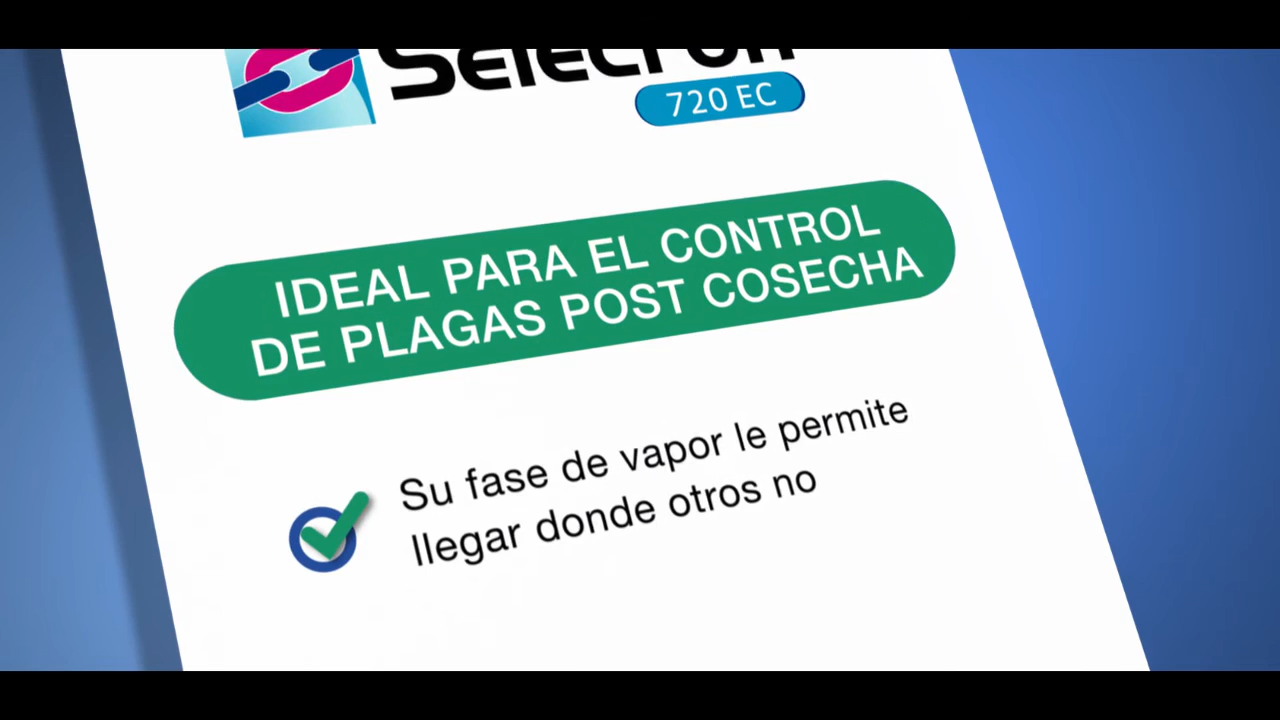 Selecron
720 EC
IDEAL PARA EL CONTROL
DE PLAGAS POST COSECHA
Su fase de vapor le permite
llegar donde otros no